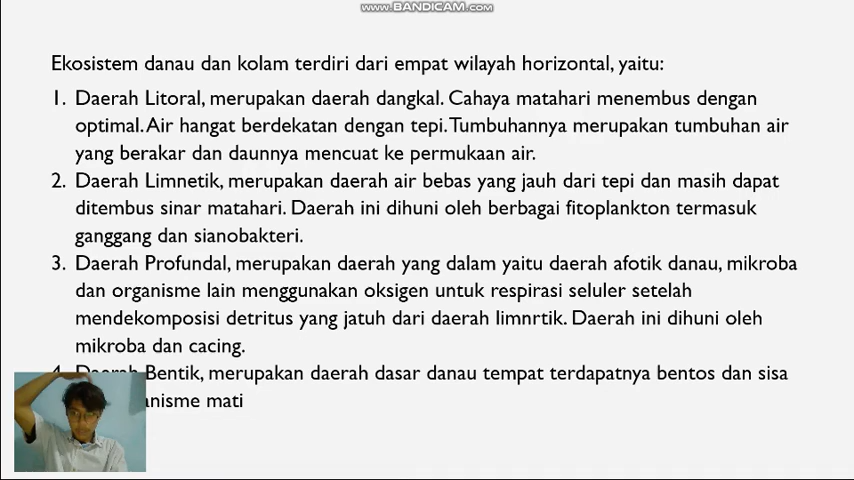 www.BANDICAM.com
Ekosistem danau dan kolam terdiri dari empat wilayah horizontal, yaitu:
1. Daerah Litoral, merupakan daerah dangkal. Cahaya matahari menembus dengan
optimal. Air hangat berdekatan dengan tepi. Tumbuhannya merupakan tumbuhan air
yang berakar dan daunnya mencuat ke permukaan air.
2. Daerah Limnetik, merupakan daerah air bebas yang jauh dari tepi dan masih dapat
ditembus sinar matahari. Daerah ini dihuni oleh berbagai fitoplankton termasuk
ganggang dan sianobakteri.
3. Daerah Profundal, merupakan daerah yang dalam yaitu daerah afotik danau, mikroba
dan organisme lain menggunakan oksigen untuk respirasi seluler setelah
mendekomposisi detritus yang jatuh dari daerah limnrtik. Daerah ini dihuni oleh
mikroba dan cacing.
4. Daerah Bentik, merupakan daerah dasar danau tempat terdapatnya bentos dan sisa
mati